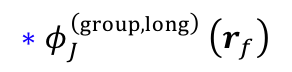 * ϕ_J^(group,long) (r_f)